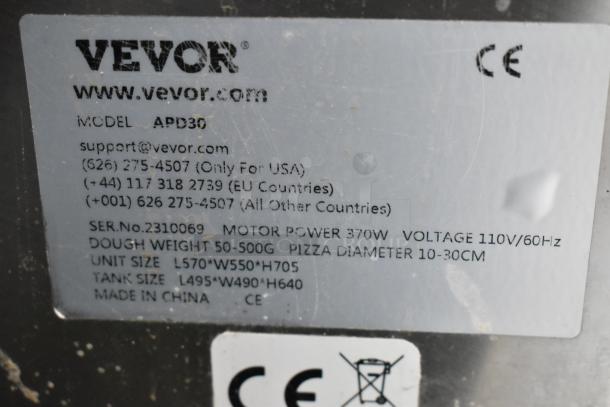 VEVOR®
CE
www.vevor.com
MODEL APD30
support@vevor.com
(626) 275-4507 (Only For USA)
(+44) 117 318 2739 (EU Countries)
(+001) 626 275-4507 (All Other Countries)
SER.No.2310069 MOTOR POWER 370W VOLTAGE 110V/60Hz
DOUGH WEIGHT 50-500G PIZZA DIAMETER 10-30CM
UNIT SIZE L570*W550*H705
TANK SIZE L495*W490*H640
MADE IN CHINA CE
CE